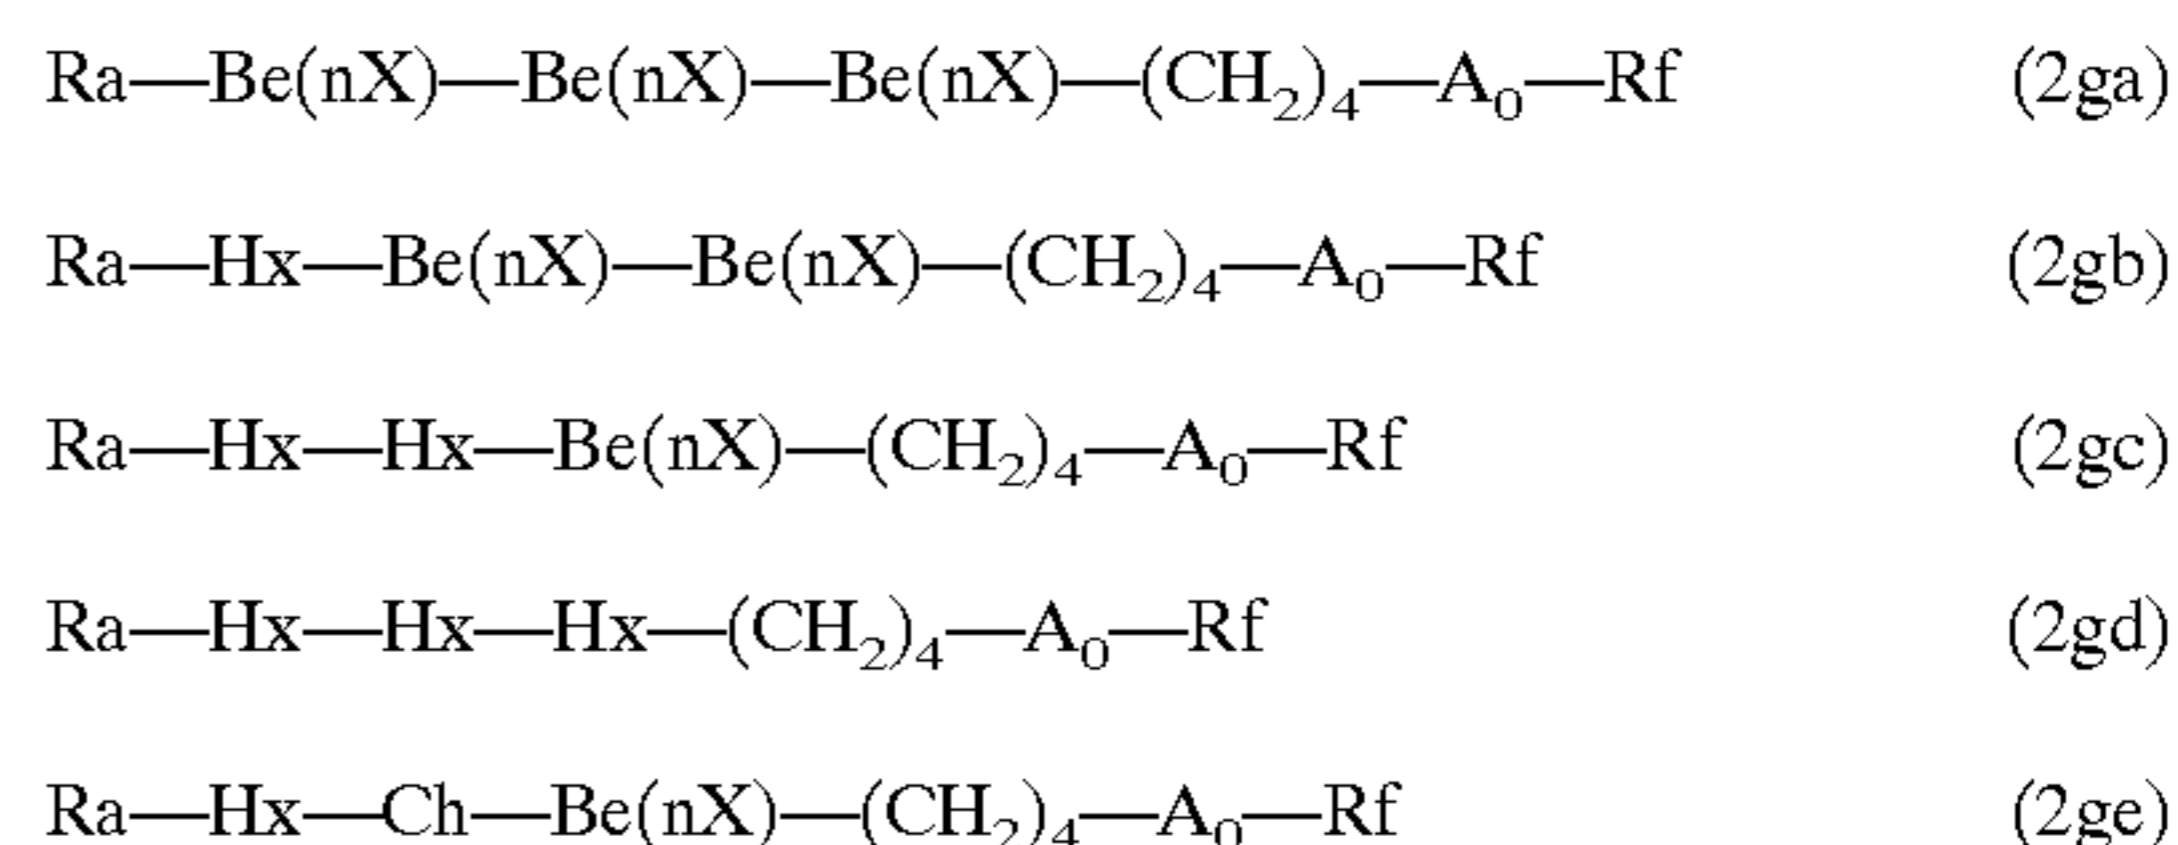 Ra—Be(nX)—Be(nX)—Be(nX)—(CH₂)₄—A₀—Rf (2ga)
Ra—Hx—Be(nX)—Be(nX)—(CH₂)₄—A₀—Rf (2gb)
Ra—Hx—Hx—Be(nX)—(CH₂)₄—A₀—Rf (2gc)
Ra—Hx—Hx—Hx—(CH₂)₄—A₀—Rf (2gd)
Ra—Hx—Ch—Be(nX)—(CH₂)₄—A₀—Rf (2ge)